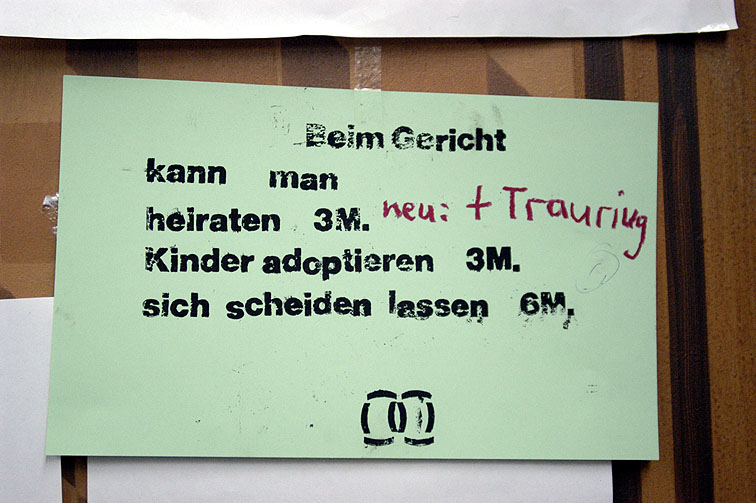 Beim Gericht
kann man
heiraten 3M. neu: + Trauring
Kinder adoptieren 3M.
sich scheiden lassen 6M.